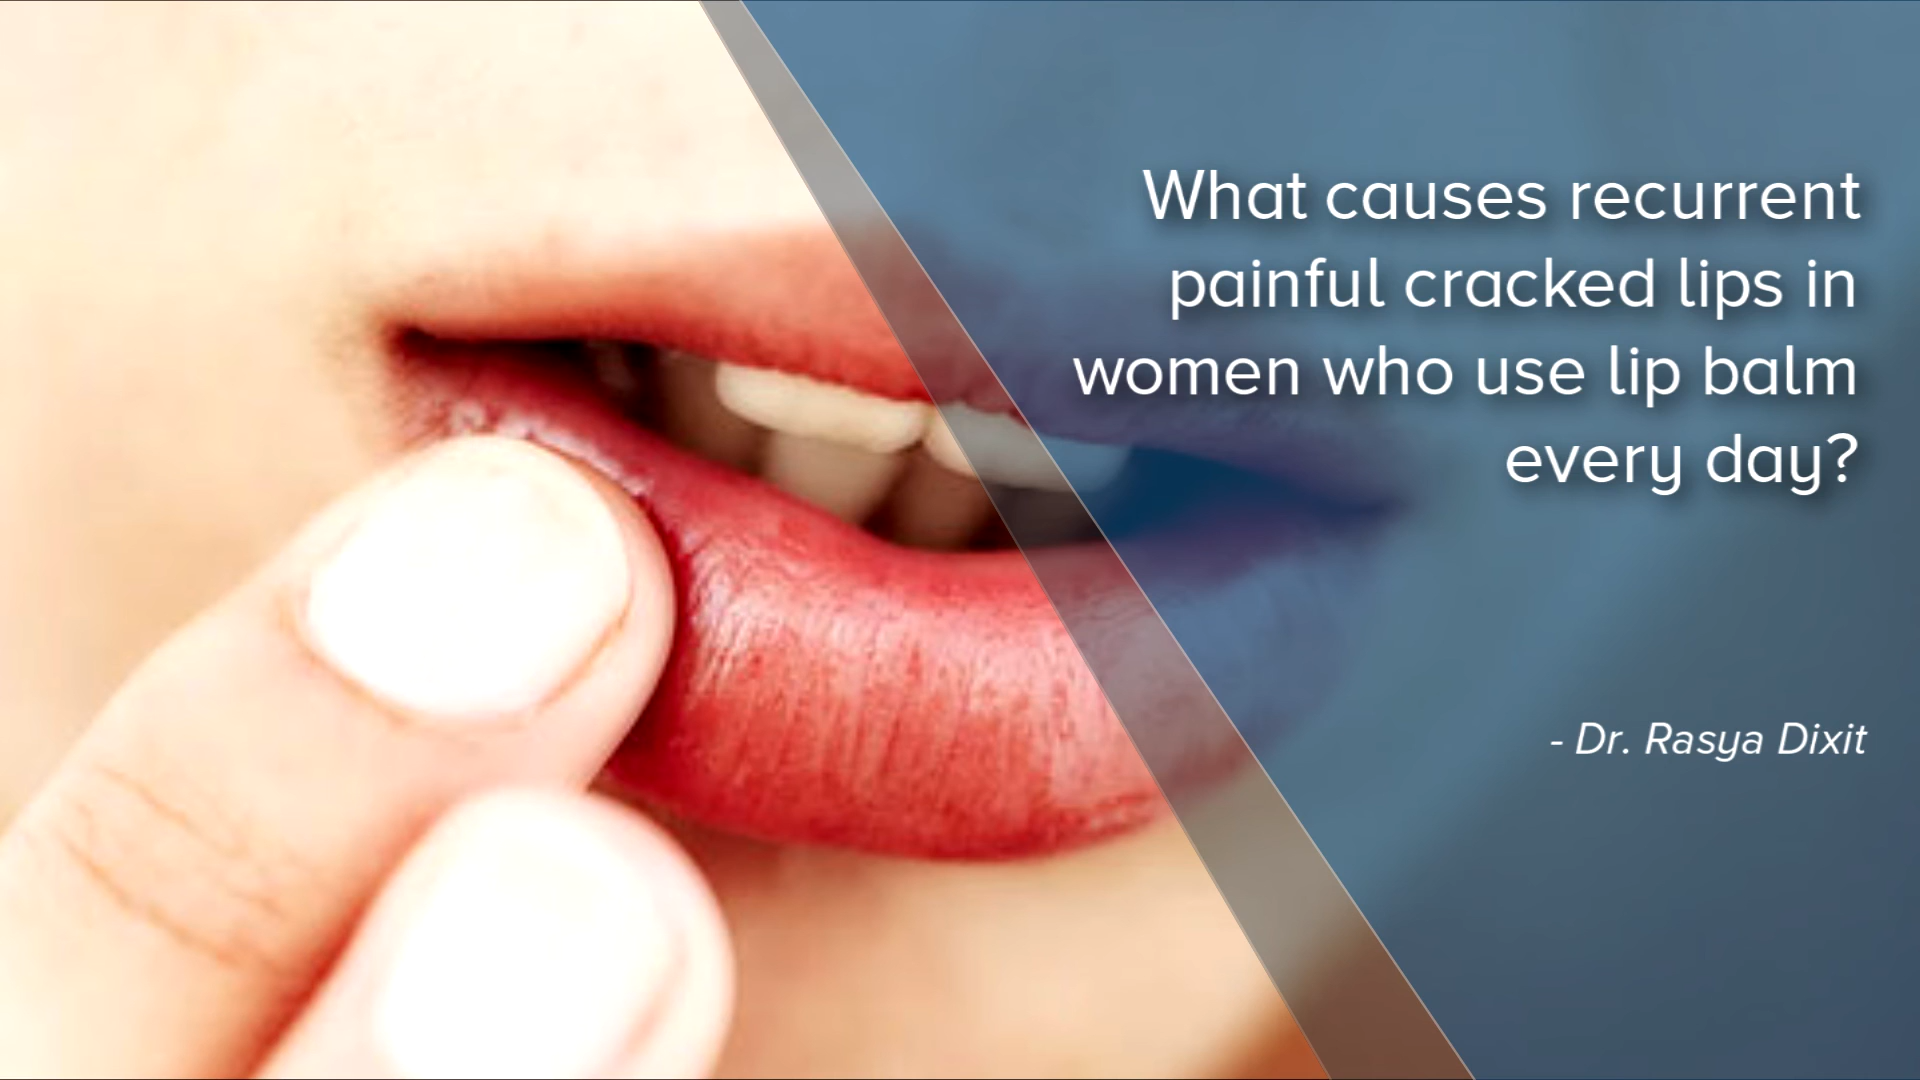 What causes recurrent
painful cracked lips in
women who use lip balm
every day?
- Dr. Rasya Dixit